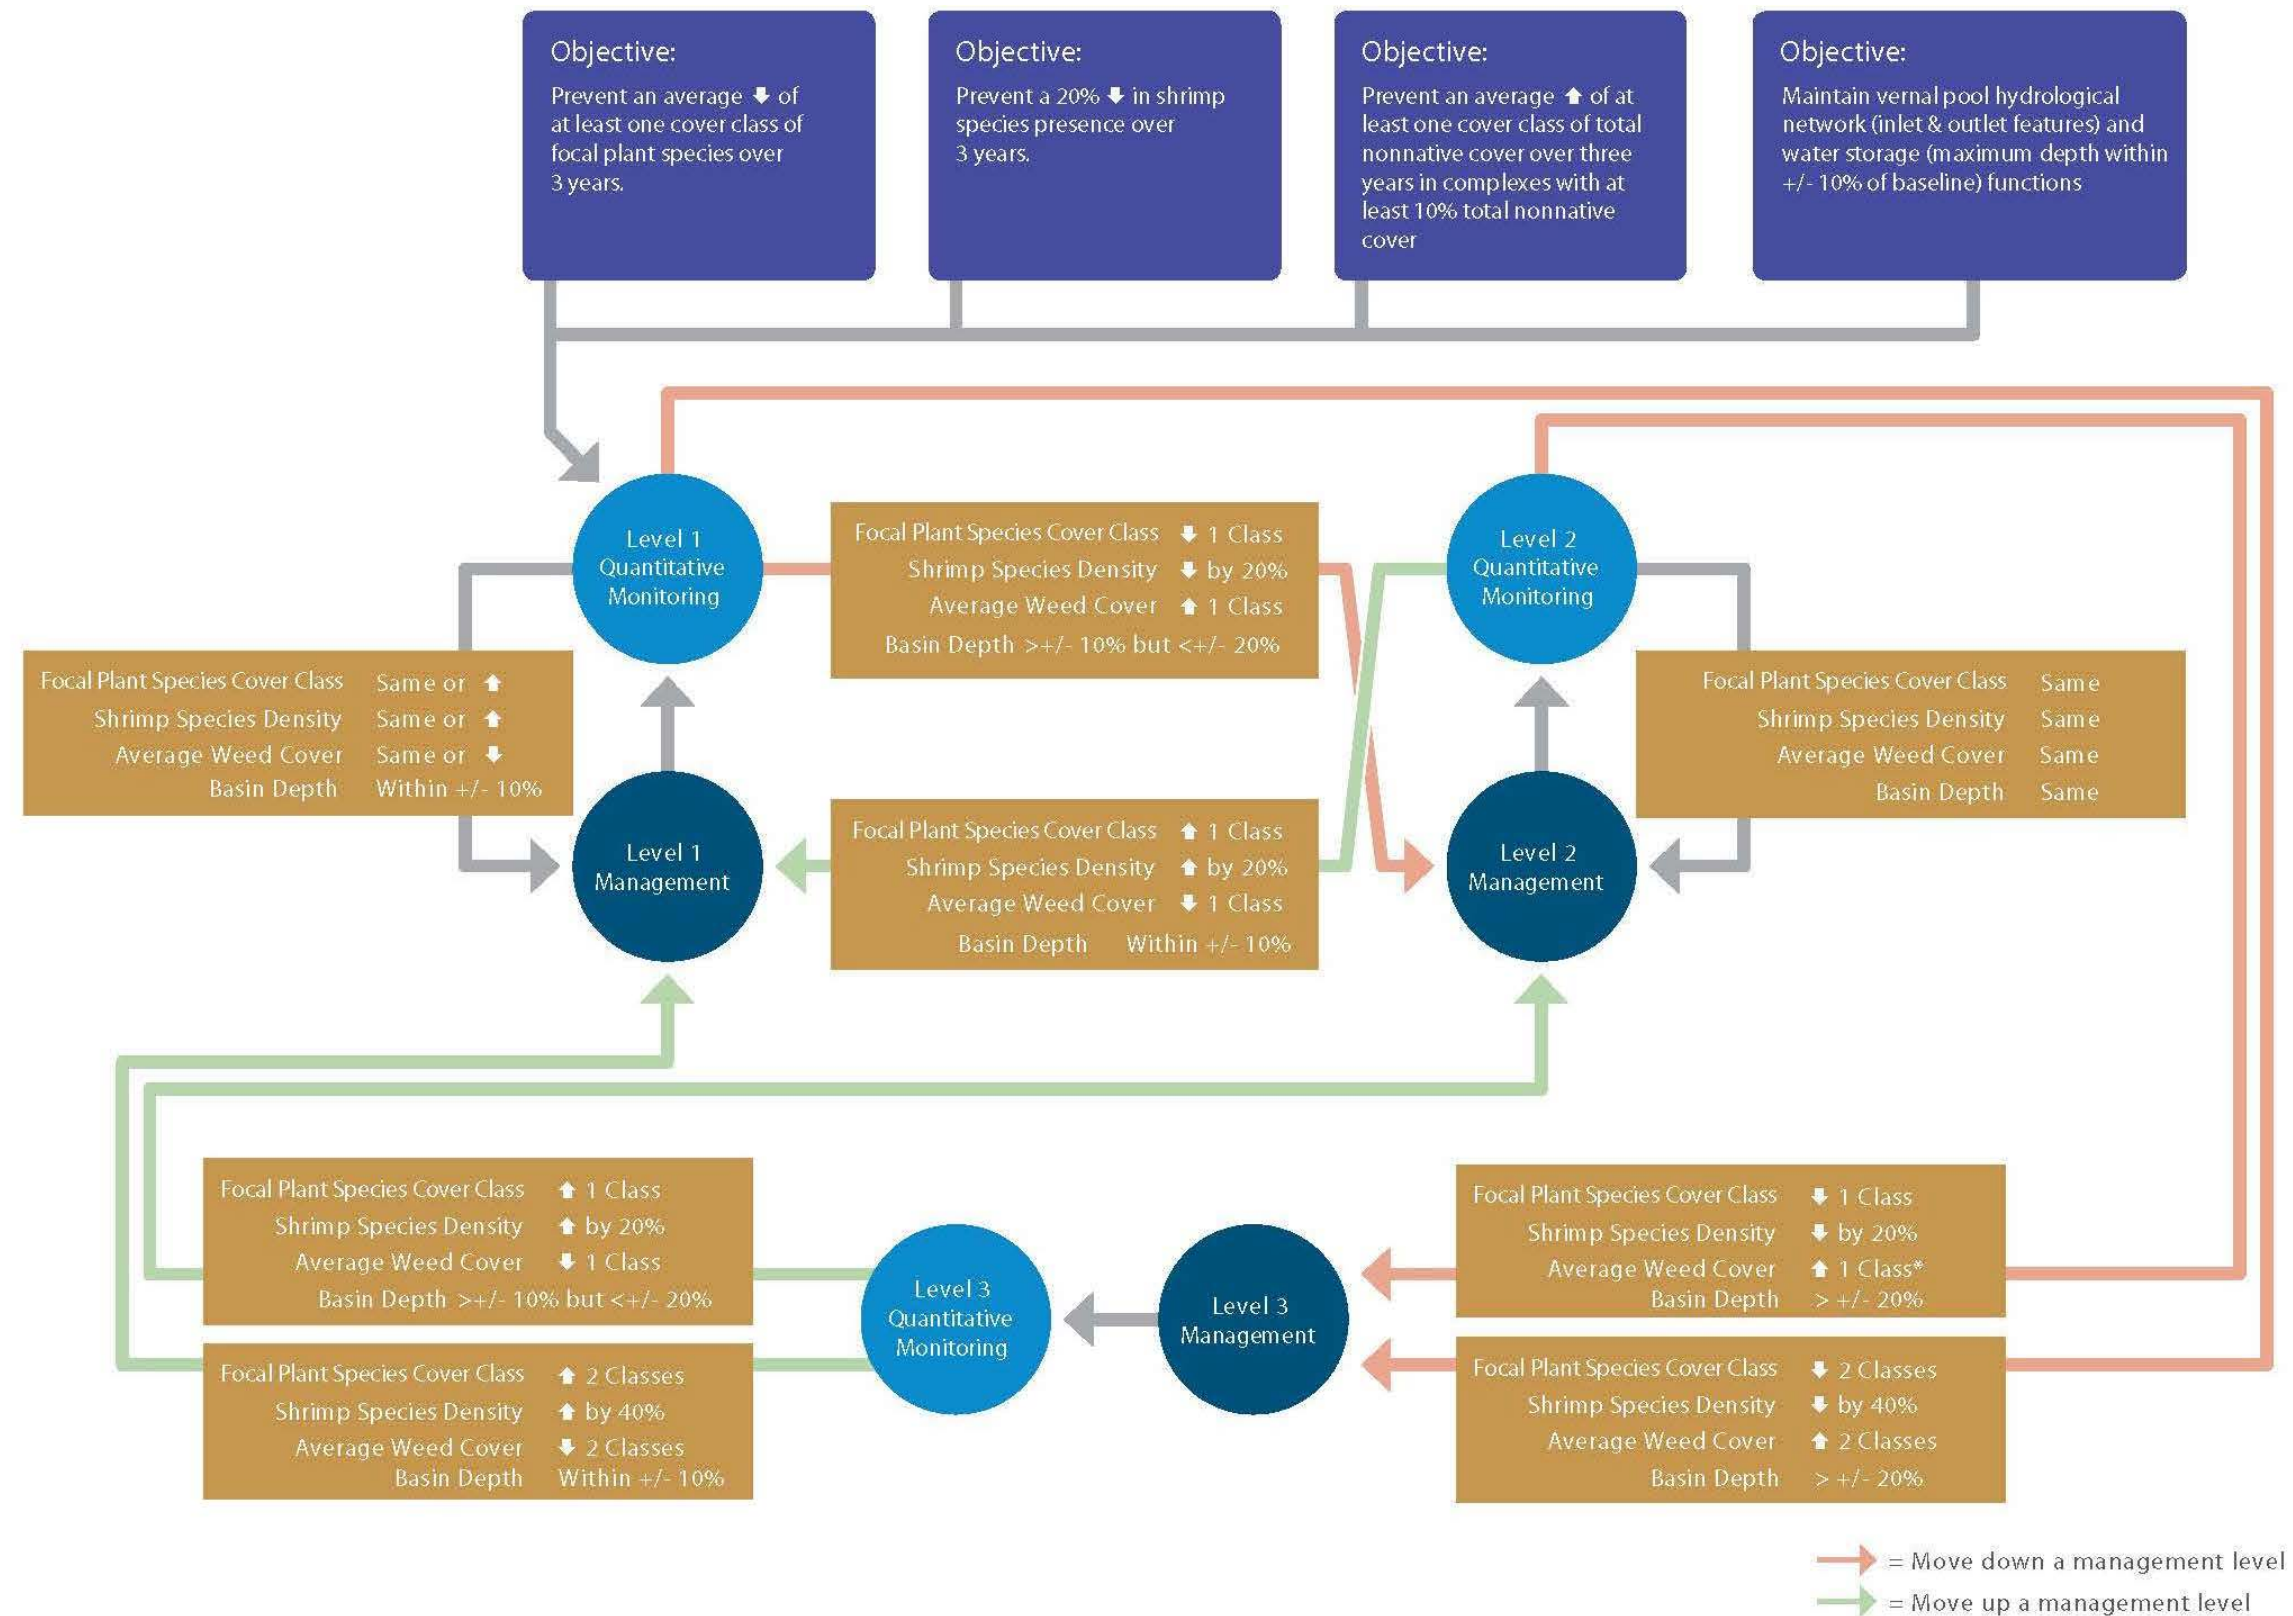 Objective:
Prevent an average ⬇ of
at least one cover class of
focal plant species over
3 years.
Objective:
Prevent a 20% ⬇ in shrimp
species presence over
3 years.
Objective:
Prevent an average ⬆ of at
least one cover class of total
nonnative cover over three
years in complexes with at
least 10% total nonnative
cover
Objective:
Maintain vernal pool hydrological
network (inlet & outlet features) and
water storage (maximum depth within
+/- 10% of baseline) functions
Level 1
Quantitative
Monitoring
Focal Plant Species Cover Class ⬇ 1 Class
Shrimp Species Density ⬇ by 20%
Average Weed Cover ⬆ 1 Class
Basin Depth >+/- 10% but <+/- 20%
Level 2
Quantitative
Monitoring
Focal Plant Species Cover Class Same or ⬆
Shrimp Species Density Same or ⬆
Average Weed Cover Same or ⬇
Basin Depth Within +/- 10%
Focal Plant Species Cover Class Same
Shrimp Species Density Same
Average Weed Cover Same
Basin Depth Same
Level 1
Management
Focal Plant Species Cover Class ⬆ 1 Class
Shrimp Species Density ⬆ by 20%
Average Weed Cover ⬇ 1 Class
Basin Depth Within +/- 10%
Level 2
Management
Focal Plant Species Cover Class ⬆ 1 Class
Shrimp Species Density ⬆ by 20%
Average Weed Cover ⬇ 1 Class
Basin Depth >+/- 10% but <+/- 20%
Focal Plant Species Cover Class ⬆ 2 Classes
Shrimp Species Density ⬆ by 40%
Average Weed Cover ⬇ 2 Classes
Basin Depth Within +/- 10%
Level 3
Quantitative
Monitoring
Level 3
Management
Focal Plant Species Cover Class ⬇ 1 Class
Shrimp Species Density ⬇ by 20%
Average Weed Cover ⬆ 1 Class*
Basin Depth > +/- 20%
Focal Plant Species Cover Class ⬇ 2 Classes
Shrimp Species Density ⬇ by 40%
Average Weed Cover ⬆ 2 Classes
Basin Depth > +/- 20%
= Move down a management level
= Move up a management level